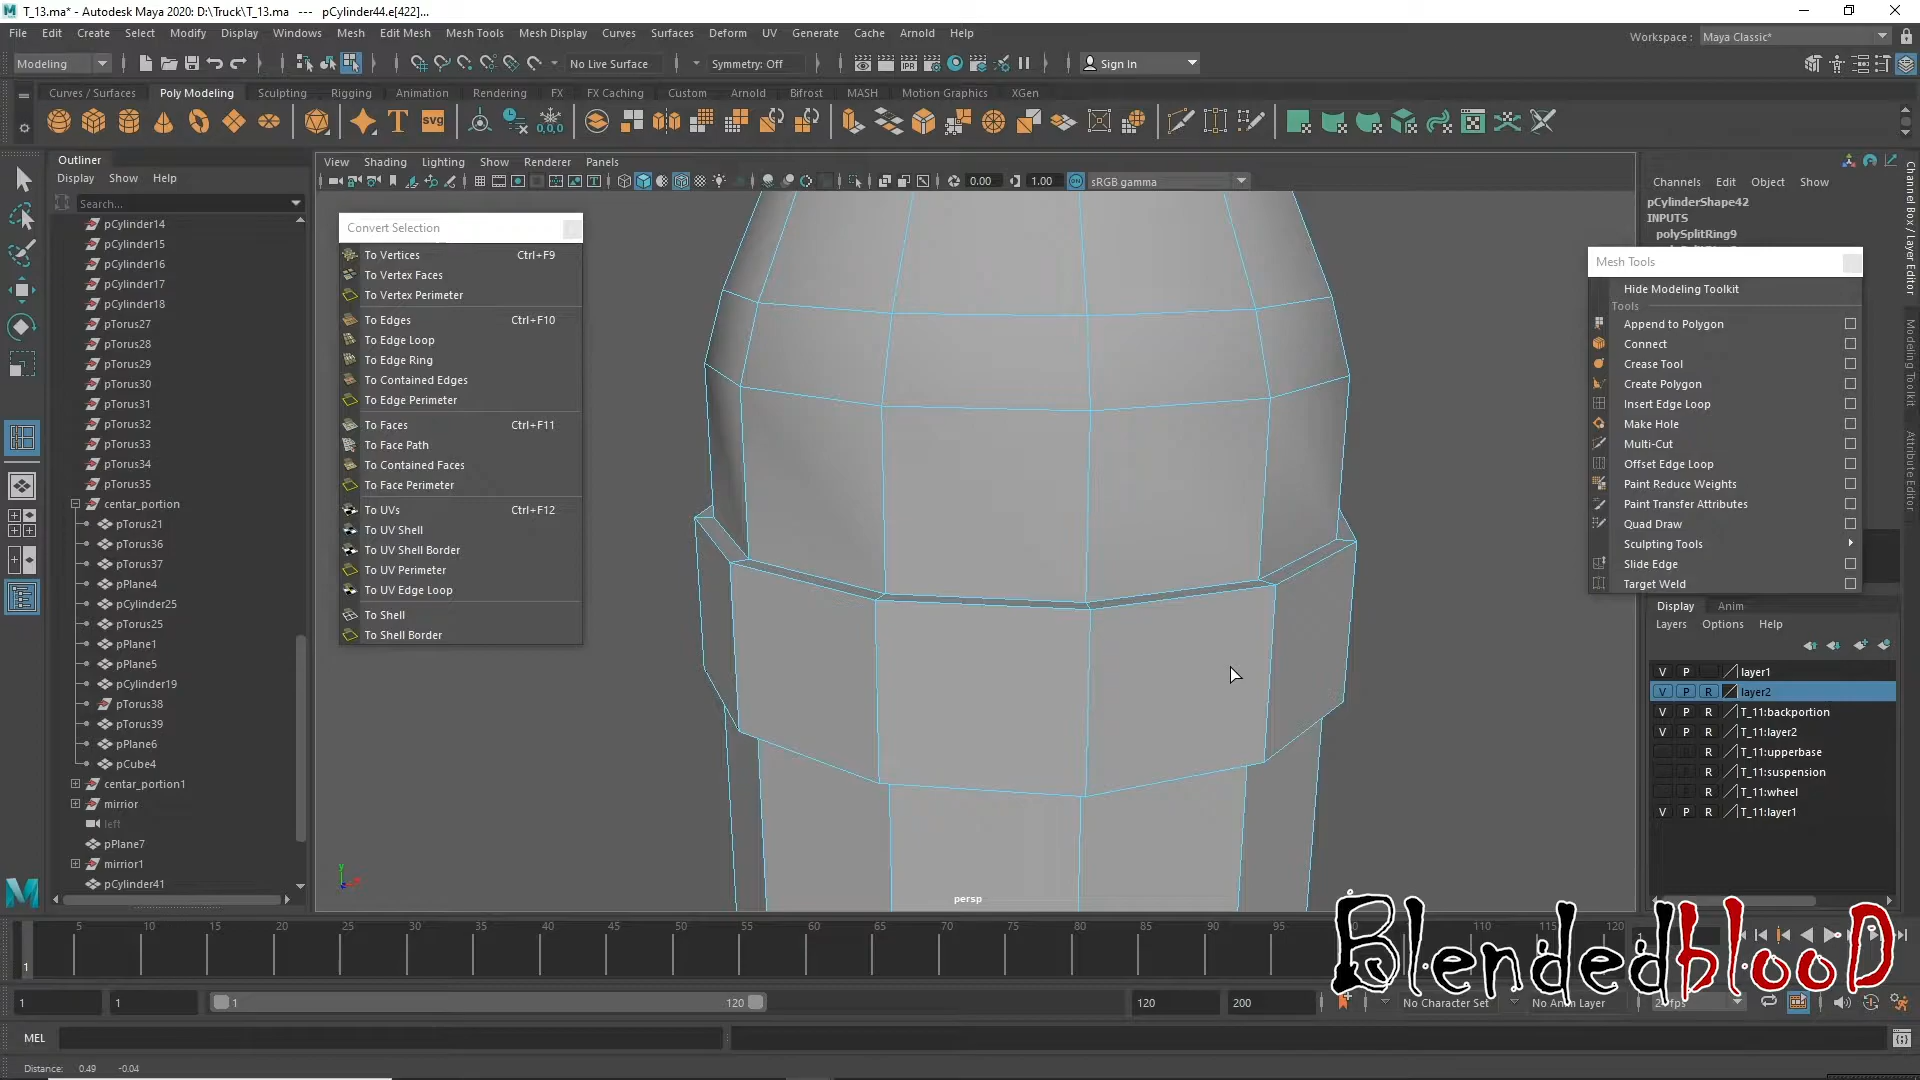 T_13.ma* - Autodesk Maya 2020: D:\Truck\T_13.ma --- pCylinder44.e[422]...
File Edit Create Select Modify Display Windows Mesh Edit Mesh Mesh Tools Mesh Display Curves Surfaces Deform UV Generate Cache Arnold Help
Workspace : Maya Classic*
Modeling No Live Surface Symmetry: Off Sign In
Curves / Surfaces Poly Modeling Sculpting Rigging Animation Rendering FX FX Caching Custom Arnold Bifrost MASH Motion Graphics XGen
Outliner
Display Show Help
Search...
pCylinder14
pCylinder15
pCylinder16
pCylinder17
pCylinder18
pTorus27
pTorus28
pTorus29
pTorus30
pTorus31
pTorus32
pTorus33
pTorus34
pTorus35
centar_portion
pTorus21
pTorus36
pTorus37
pPlane4
pCylinder25
pTorus25
pPlane1
pPlane5
pCylinder19
pTorus38
pTorus39
pPlane6
pCube4
centar_portion1
mirror
left
pPlane7
mirrior1
pCylinder41
View Shading Lighting Show Renderer Panels
0.00 1.00 sRGB gamma
Convert Selection
To Vertices Ctrl+F9
To Vertex Faces
To Vertex Perimeter
To Edges Ctrl+F10
To Edge Loop
To Edge Ring
To Contained Edges
To Edge Perimeter
To Faces Ctrl+F11
To Face Path
To Contained Faces
To Face Perimeter
To UVs Ctrl+F12
To UV Shell
To UV Shell Border
To UV Perimeter
To UV Edge Loop
To Shell
To Shell Border
persp
Channels Edit Object Show
pCylinderShape42
INPUTS
polySplitRing9
Mesh Tools
Hide Modeling Toolkit
Tools
Append to Polygon
Connect
Crease Tool
Create Polygon
Insert Edge Loop
Make Hole
Multi-Cut
Offset Edge Loop
Paint Reduce Weights
Paint Transfer Attributes
Quad Draw
Sculpting Tools
Slide Edge
Target Weld
Display Anim
Layers Options Help
V P layer1
V P R layer2
V P R T_11:backportion
V P R T_11:layer2
R T_11:upperbase
R T_11:suspension
R T_11:wheel
V P R T_11:layer1
Channel Box / Layer Editor
Modeling Toolkit
Attribute Editor
5 10 15 20 25 30 35 40 45 50 55 60 65 70 75 80 85 90 95 115 120
1
BlendedblooD
1 1 1 120 120 200 No Character Set No Anim Layer
MEL
Distance: 0.49 -0.04